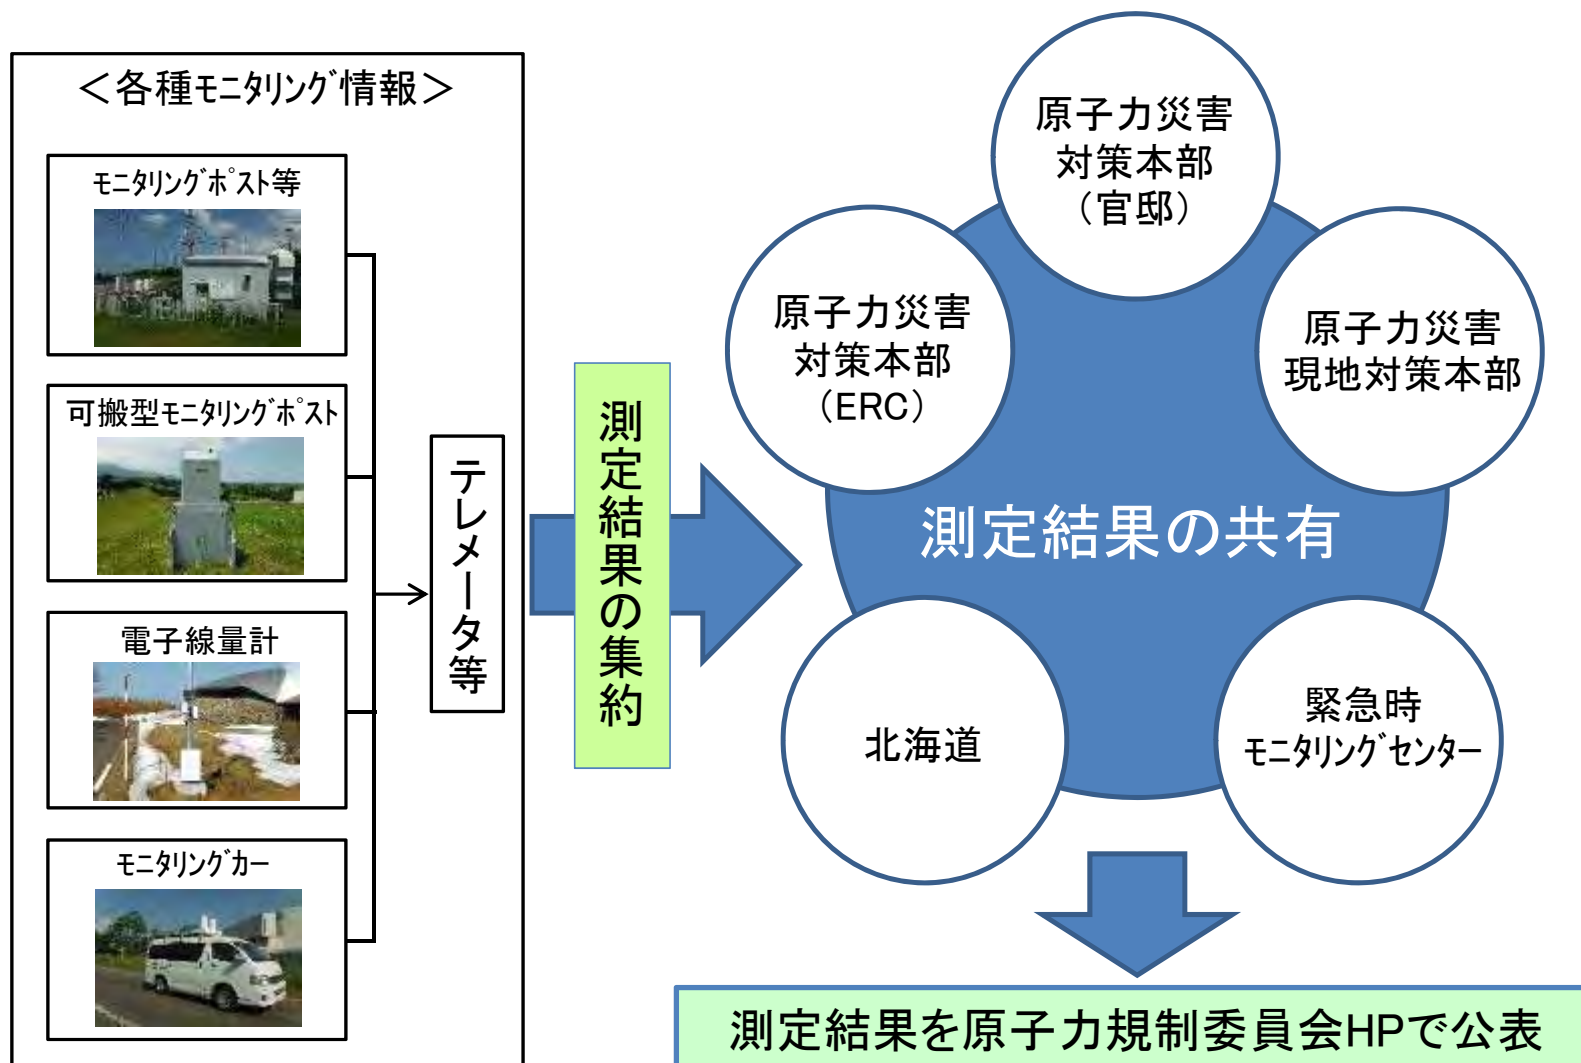 ＜各種ﾓﾆﾀﾘﾝｸﾞ情報＞
ﾓﾆﾀﾘﾝｸﾞﾎﾟｽﾄ等
可搬型ﾓﾆﾀﾘﾝｸﾞﾎﾟｽﾄ
電子線量計
ﾓﾆﾀﾘﾝｸﾞｶｰ
テレメータ等
測定結果の集約
原子力災害
対策本部
（官邸）
原子力災害
対策本部
（ERC）
原子力災害
現地対策本部
測定結果の共有
北海道
緊急時
ﾓﾆﾀﾘﾝｸﾞｾﾝﾀｰ
測定結果を原子力規制委員会HPで公表